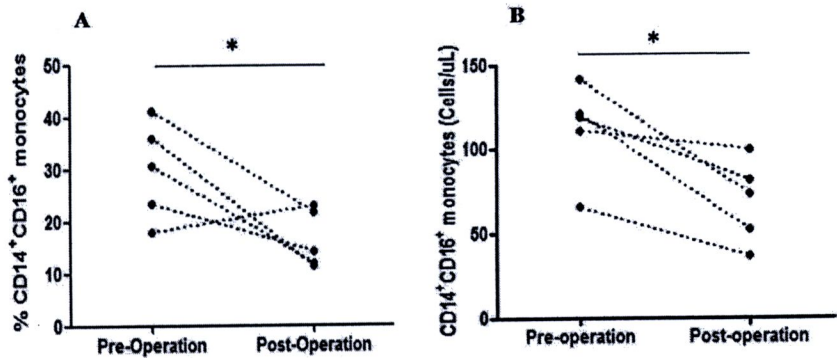 A
*
% CD14⁺CD16⁺ monocytes
50
40
30
20
10
0
Pre-Operation
Post-Operation
B
*
CD14⁺CD16⁺ monocytes (Cells/uL)
150
100
50
0
Pre-operation
Post-operation